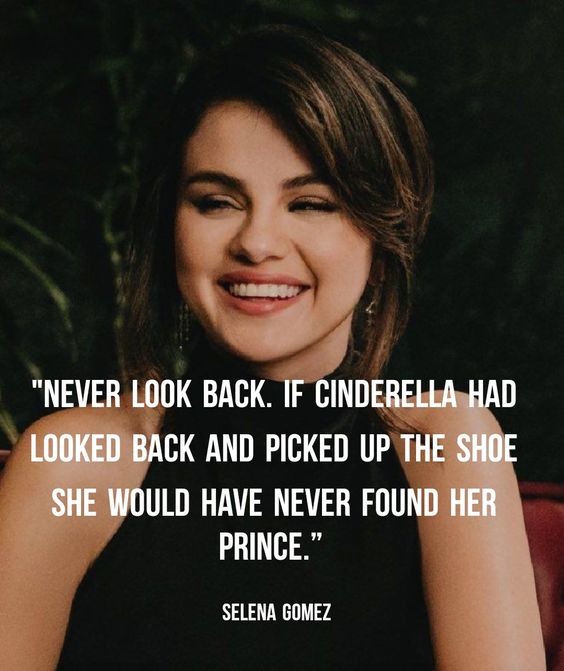 "NEVER LOOK BACK. IF CINDERELLA HAD
LOOKED BACK AND PICKED UP THE SHOE
SHE WOULD HAVE NEVER FOUND HER
PRINCE.”
SELENA GOMEZ